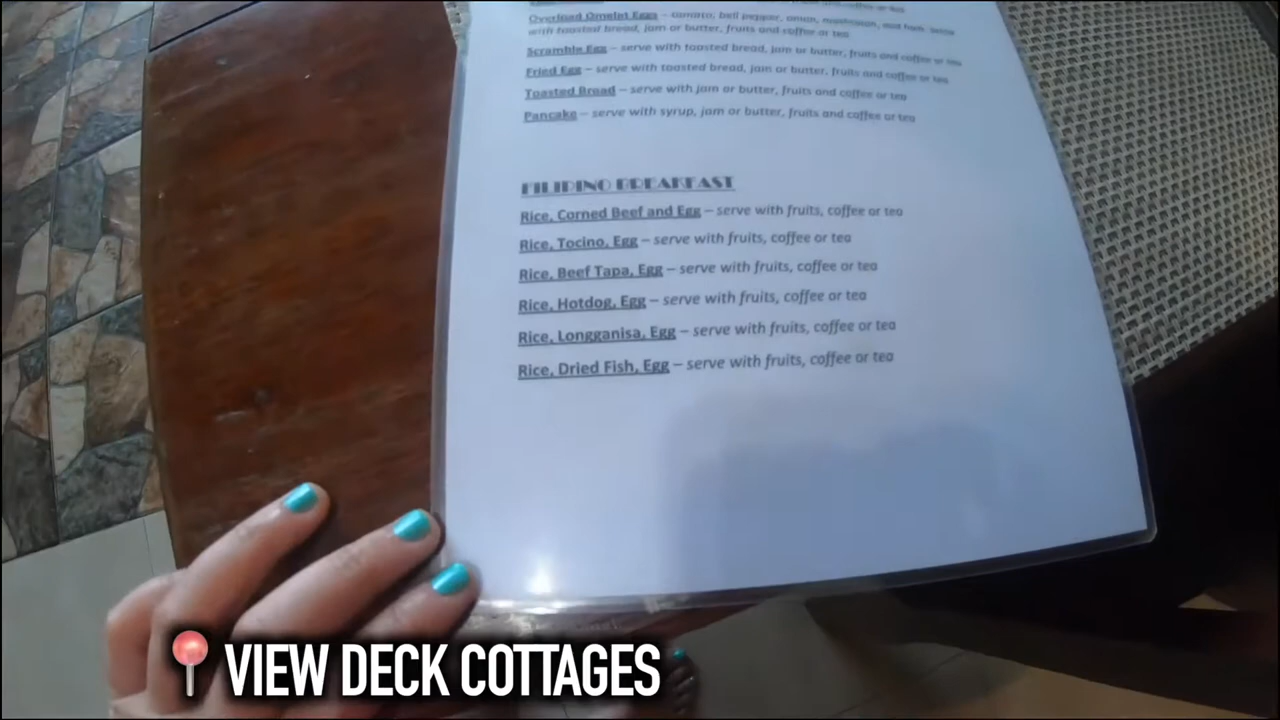 Overload Omelet Eggs – tomato, bell pepper, onion, mushroom, and ham, serve
with toasted bread, jam or butter, fruits and coffee or tea
Scramble Egg – serve with toasted bread, jam or butter, fruits and coffee or tea
Fried Egg – serve with toasted bread, jam or butter, fruits and coffee or tea
Toasted Bread – serve with jam or butter, fruits and coffee or tea
Pancake – serve with syrup, jam or butter, fruits and coffee or tea
FILIPINO BREAKFAST
Rice, Corned Beef and Egg – serve with fruits, coffee or tea
Rice, Tocino, Egg – serve with fruits, coffee or tea
Rice, Beef Tapa, Egg – serve with fruits, coffee or tea
Rice, Hotdog, Egg – serve with fruits, coffee or tea
Rice, Longganisa, Egg – serve with fruits, coffee or tea
Rice, Dried Fish, Egg – serve with fruits, coffee or tea
VIEW DECK COTTAGES